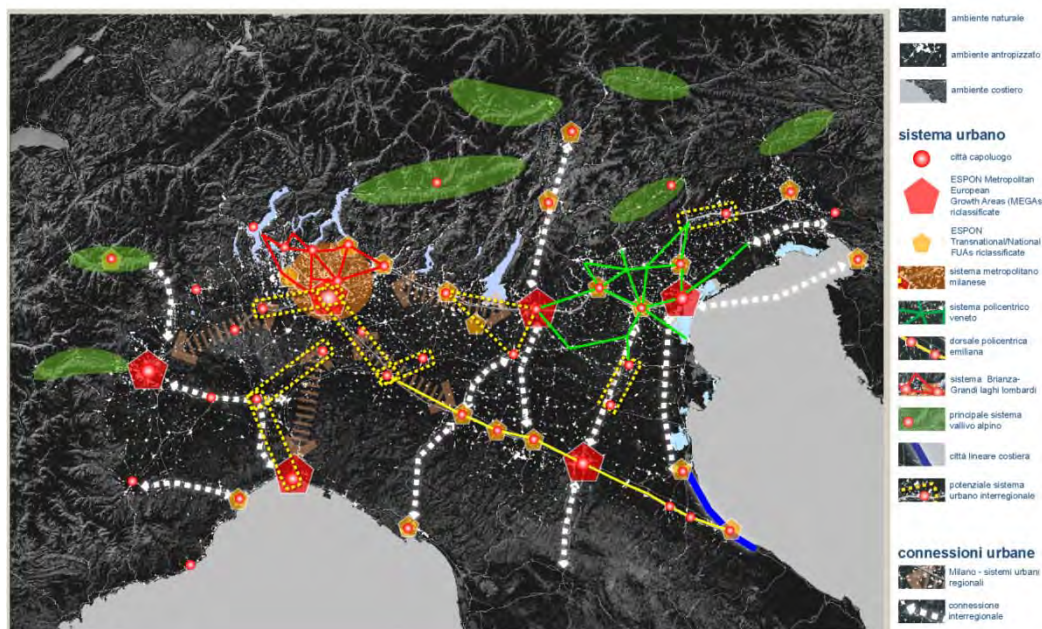 ambiente naturale
ambiente antropizzato
ambiente costiero
sistema urbano
città capoluogo
ESPON Metropolitan
European
Growth Areas (MEGAs
riclassificate
ESPON
Transnational/National
FUAs riclassificate
sistema metropolitano
milanese
sistema policentrico
veneto
dorsale policentrica
emiliana
sistema Brianza-
Grandi laghi lombardi
principale sistema
vallivo alpino
città lineare costiera
potenziale sistema
urbano interregionale
connessioni urbane
Milano - sistemi urbani
regionali
connessione
interregionale